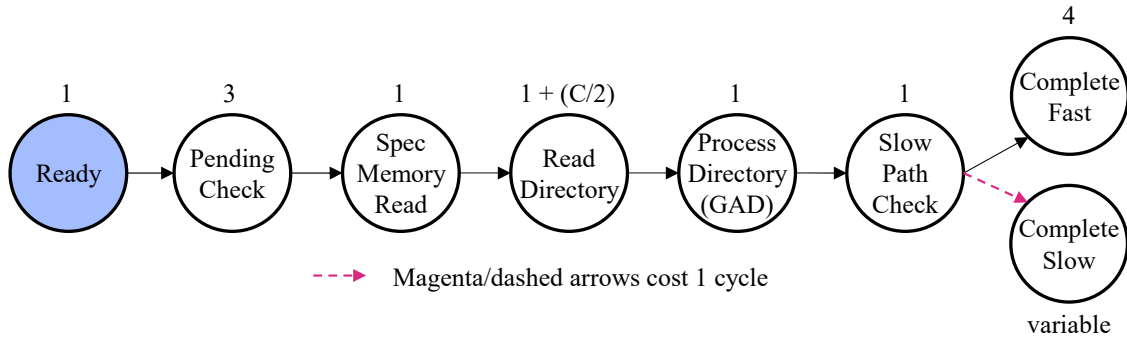 1
Ready
3
Pending
Check
1
Spec
Memory
Read
1 + (C/2)
Read
Directory
1
Process
Directory
(GAD)
1
Slow
Path
Check
4
Complete
Fast
Complete
Slow
variable
Magenta/dashed arrows cost 1 cycle